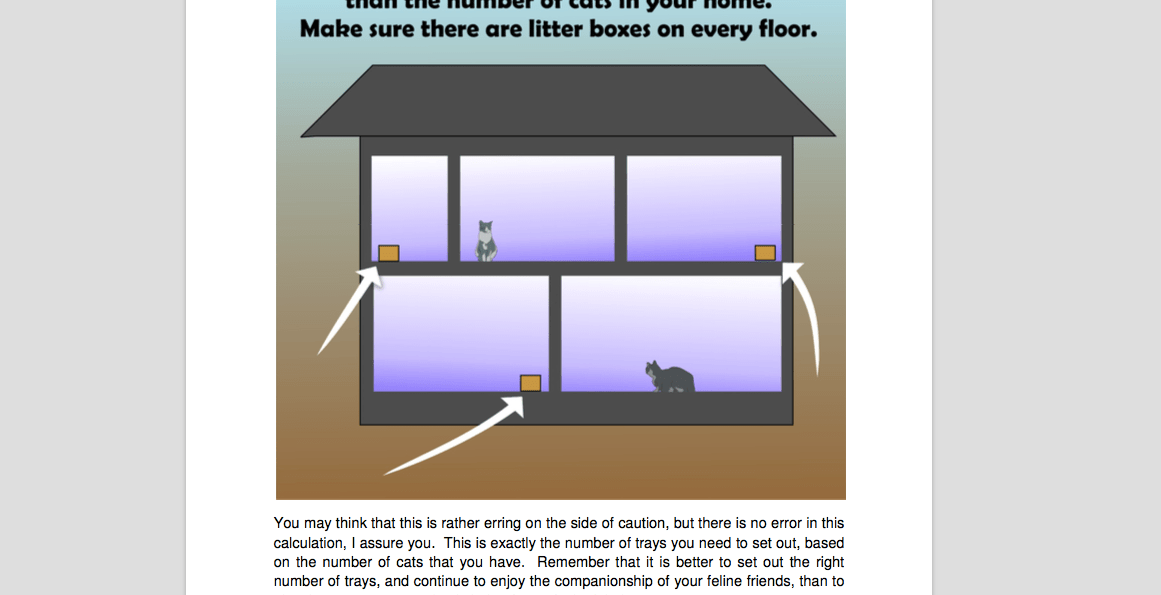 than the number of cats in your home.
Make sure there are litter boxes on every floor.
You may think that this is rather erring on the side of caution, but there is no error in this
calculation, I assure you.  This is exactly the number of trays you need to set out, based
on the number of cats that you have.  Remember that it is better to set out the right
number of trays, and continue to enjoy the companionship of your feline friends, than to